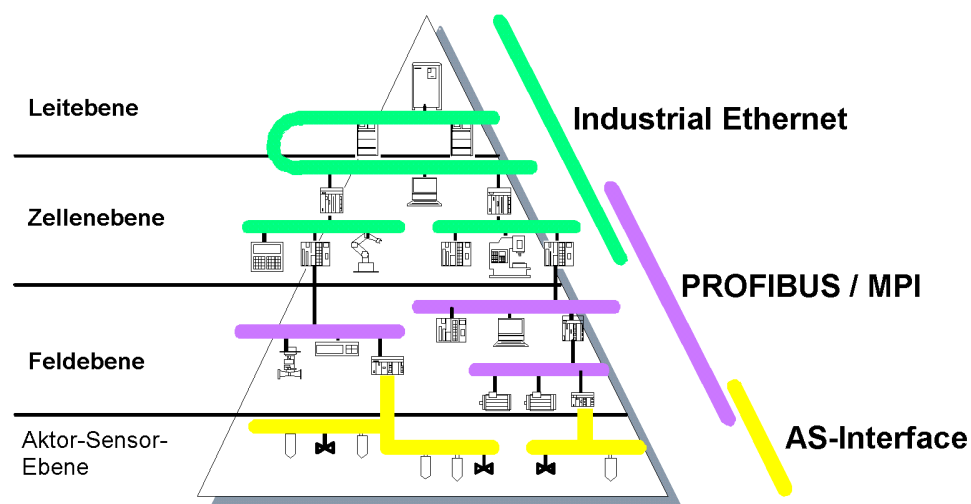 Leitebene
Industrial Ethernet
Zellenebene
PROFIBUS / MPI
Feldebene
Aktor-Sensor-
Ebene
AS-Interface